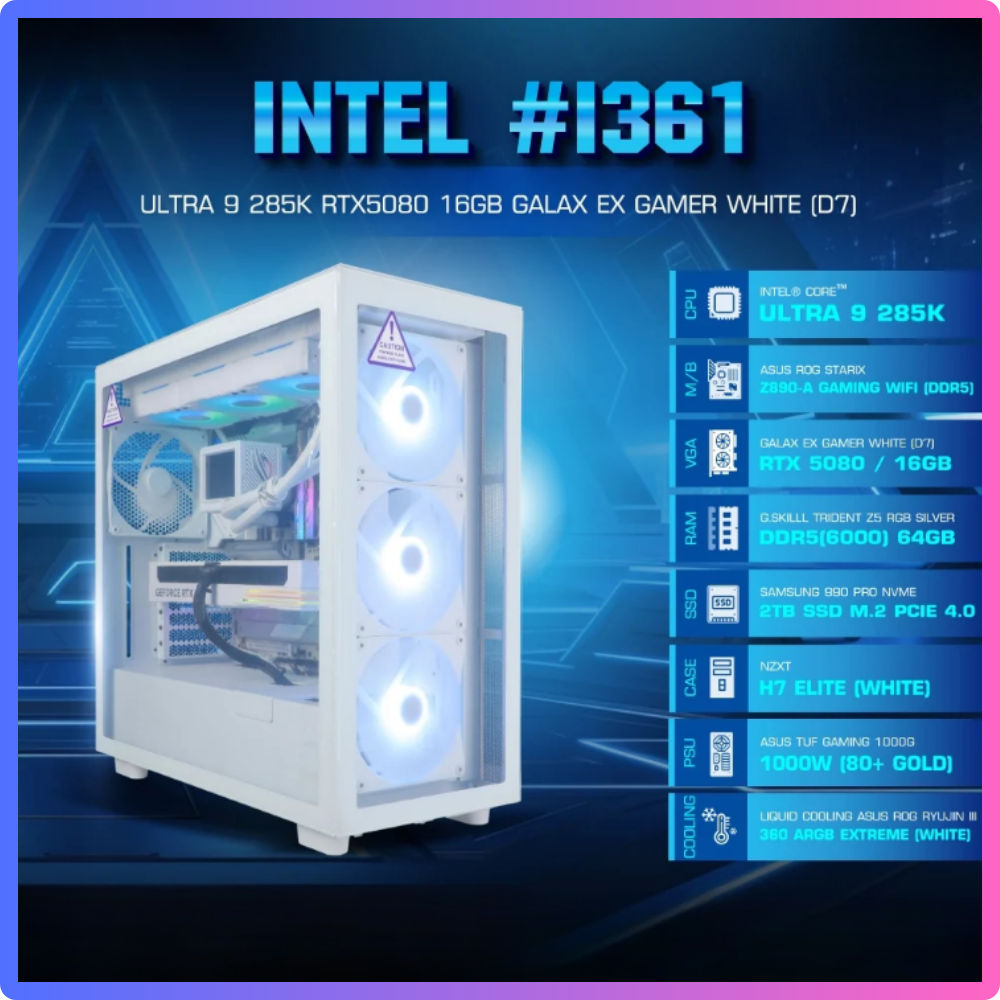 INTEL #I361
ULTRA 9 285K RTX5080 16GB GALAX EX GAMER WHITE (D7)
CAUTION
GEFORCE RTX
CPU
INTEL® CORE™
ULTRA 9 285K
M/B
ASUS ROG STARIX
Z890-A GAMING WIFI (DDR5)
VGA
GALAX EX GAMER WHITE (D7)
RTX 5080 / 16GB
RAM
G.SKILLL TRIDENT Z5 RGB SILVER
DDR5(6000) 64GB
SSD
SSD
SAMSUNG 990 PRO NVME
2TB SSD M.2 PCIE 4.0
CASE
NZXT
H7 ELITE (WHITE)
PSU
ASUS TUF GAMING 1000G
1000W (80+ GOLD)
COOLING
LIQUID COOLING ASUS ROG RYUJIN III
360 ARGB EXTREME (WHITE)